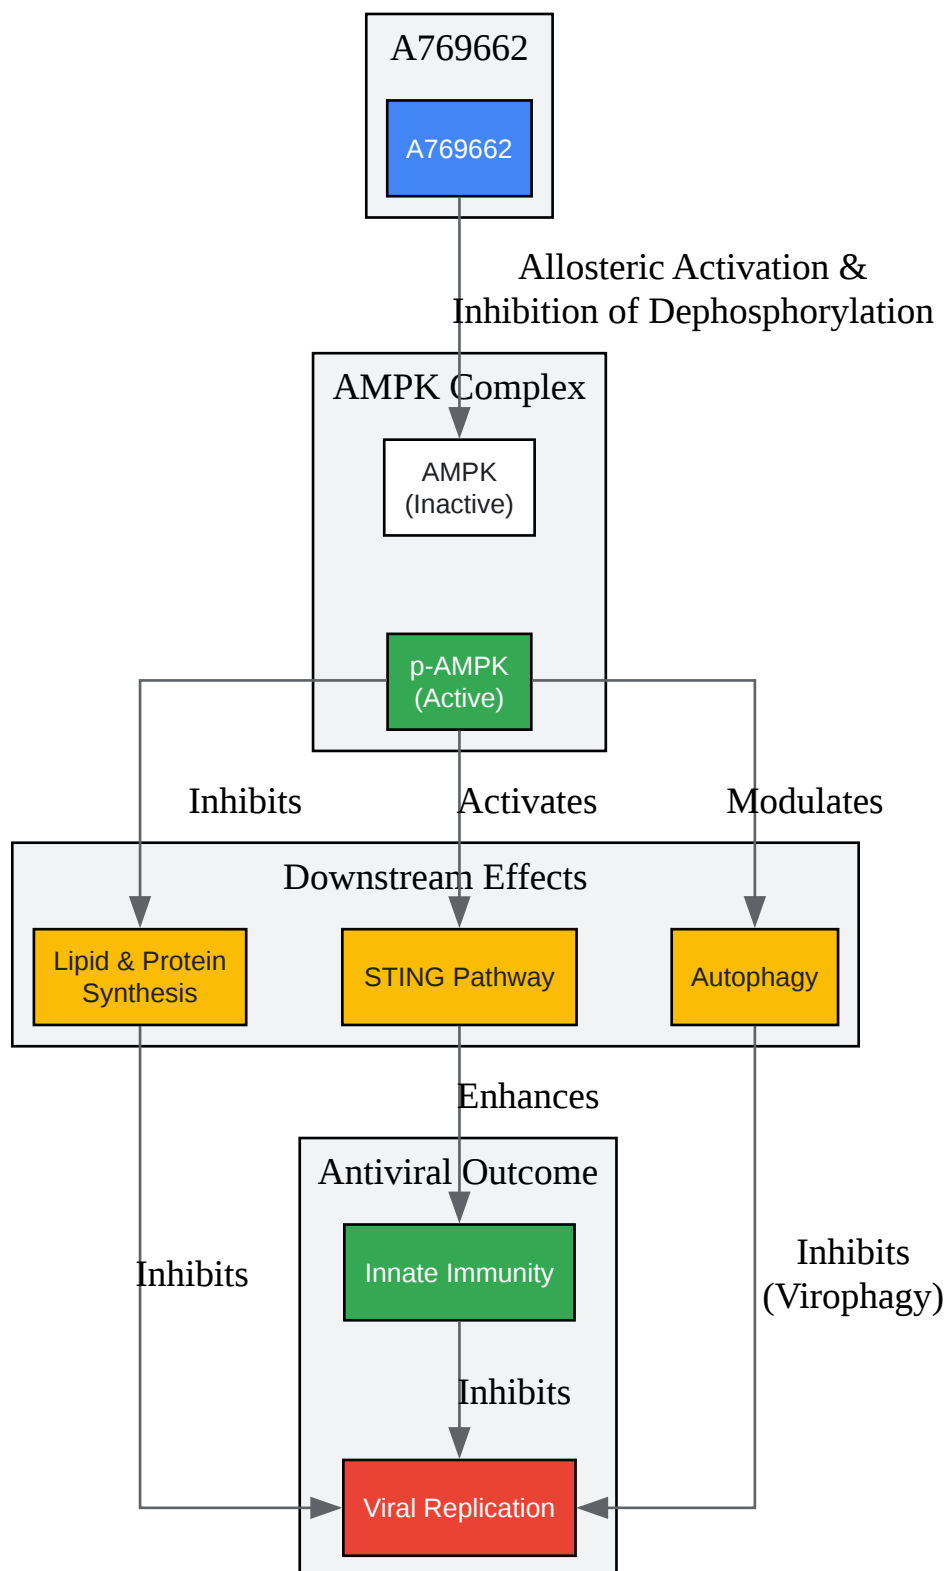 A769662
A769662
Allosteric Activation &
Inhibition of Dephosphorylation
AMPK Complex
AMPK
(Inactive)
p-AMPK
(Active)
Inhibits
Activates
Modulates
Downstream Effects
Lipid & Protein
Synthesis
STING Pathway
Autophagy
Enhances
Antiviral Outcome
Innate Immunity
Inhibits
Inhibits
(Virophagy)
Inhibits
Viral Replication